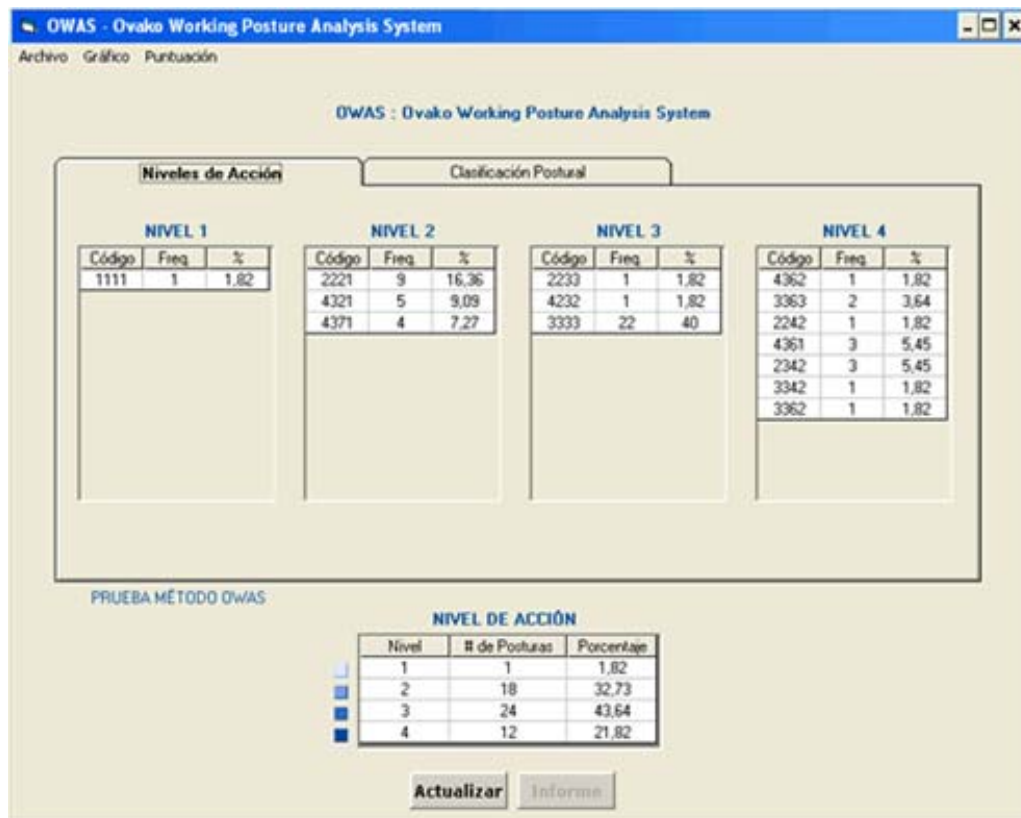 OWAS - Ovako Working Posture Analysis System
Archivo Gráfico Puntuación
OWAS : Ovako Working Posture Analysis System
Niveles de Acción Clasificación Postural
NIVEL 1 NIVEL 2 NIVEL 3 NIVEL 4
Código Freq % Código Freq. % Código Freq. % Código Freq. %
1111 1 1,82 2221 9 16,36 2233 1 1,82 4362 1 1,82
4321 5 9,09 4232 1 1,82 3363 2 3,64
4371 4 7,27 3333 22 40 2242 1 1,82
4361 3 5,45
2342 3 5,45
3342 1 1,82
3362 1 1,82
PRUEBA MÉTODO OWAS
NIVEL DE ACCIÓN
Nivel # de Posturas Porcentaje
1 1 1,82
2 18 32,73
3 24 43,64
4 12 21,82
Actualizar Informe